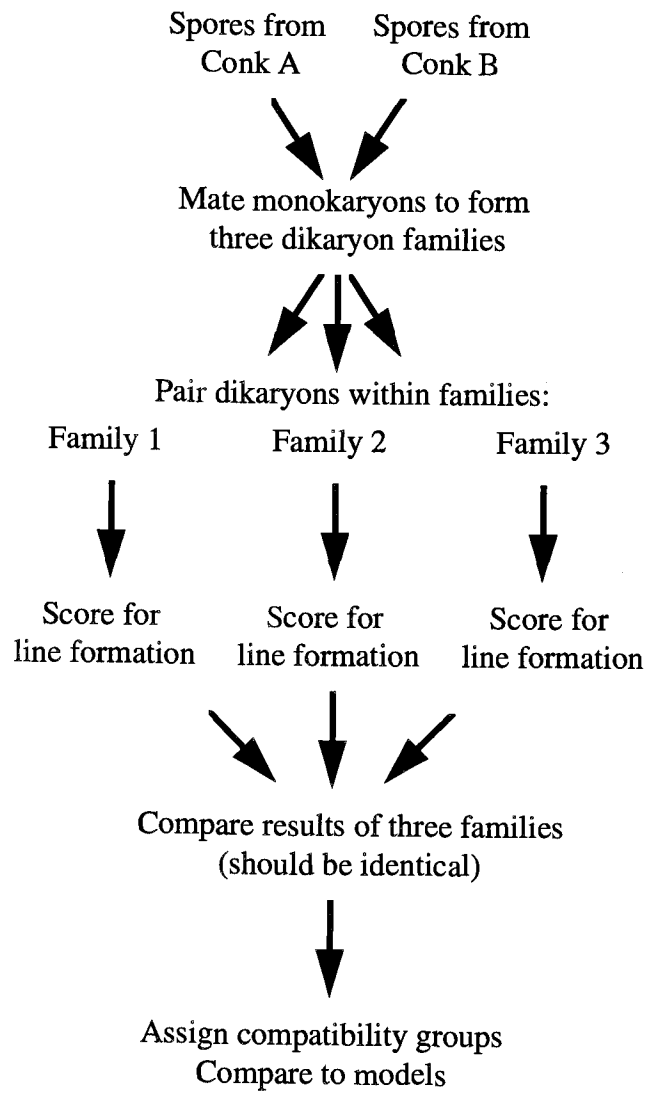 Spores from
Conk A
Spores from
Conk B
Mate monokaryons to form
three dikaryon families
Pair dikaryons within families:
Family 1
Family 2
Family 3
Score for
line formation
Score for
line formation
Score for
line formation
Compare results of three families
(should be identical)
Assign compatibility groups
Compare to models